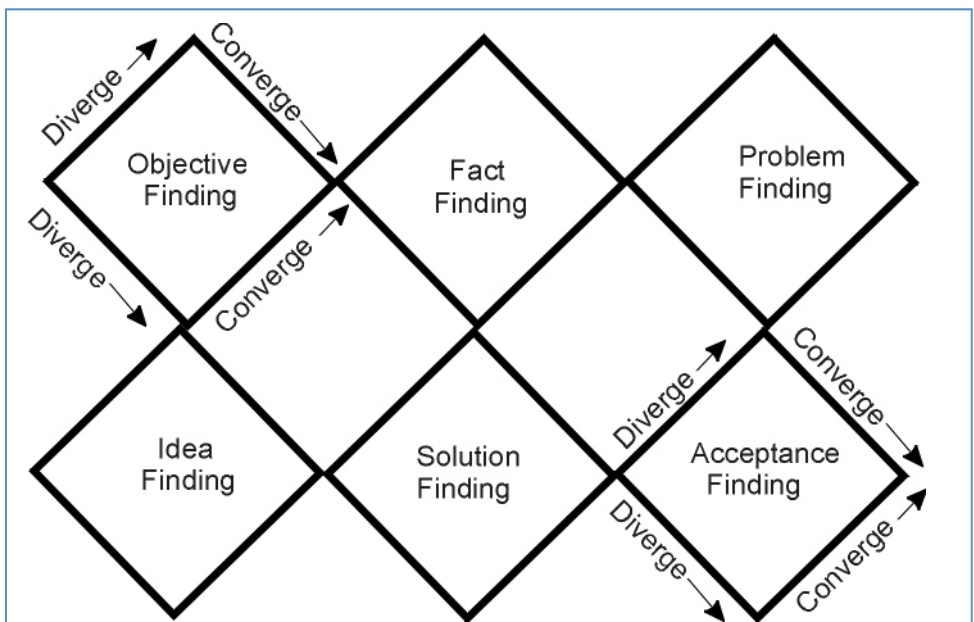 Diverge
Converge
Objective
Finding
Fact
Finding
Problem
Finding
Diverge
Converge
Idea
Finding
Solution
Finding
Diverge
Converge
Acceptance
Finding
Diverge
Converge